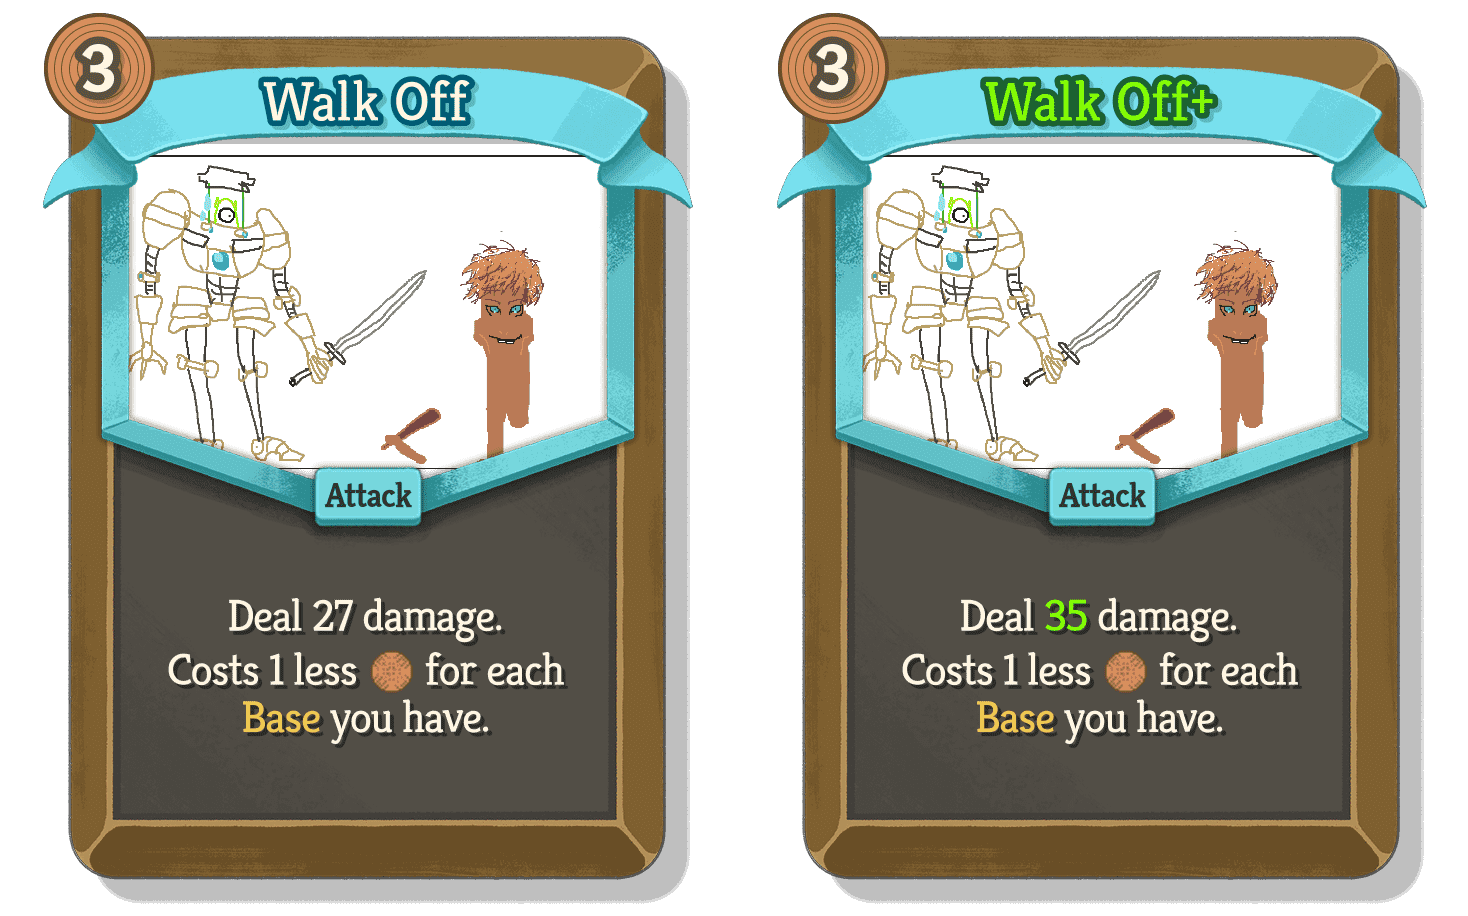 3
Walk Off
Attack
Deal 27 damage.
Costs 1 less for each
Base you have.
3
Walk Off+
Attack
Deal 35 damage.
Costs 1 less for each
Base you have.